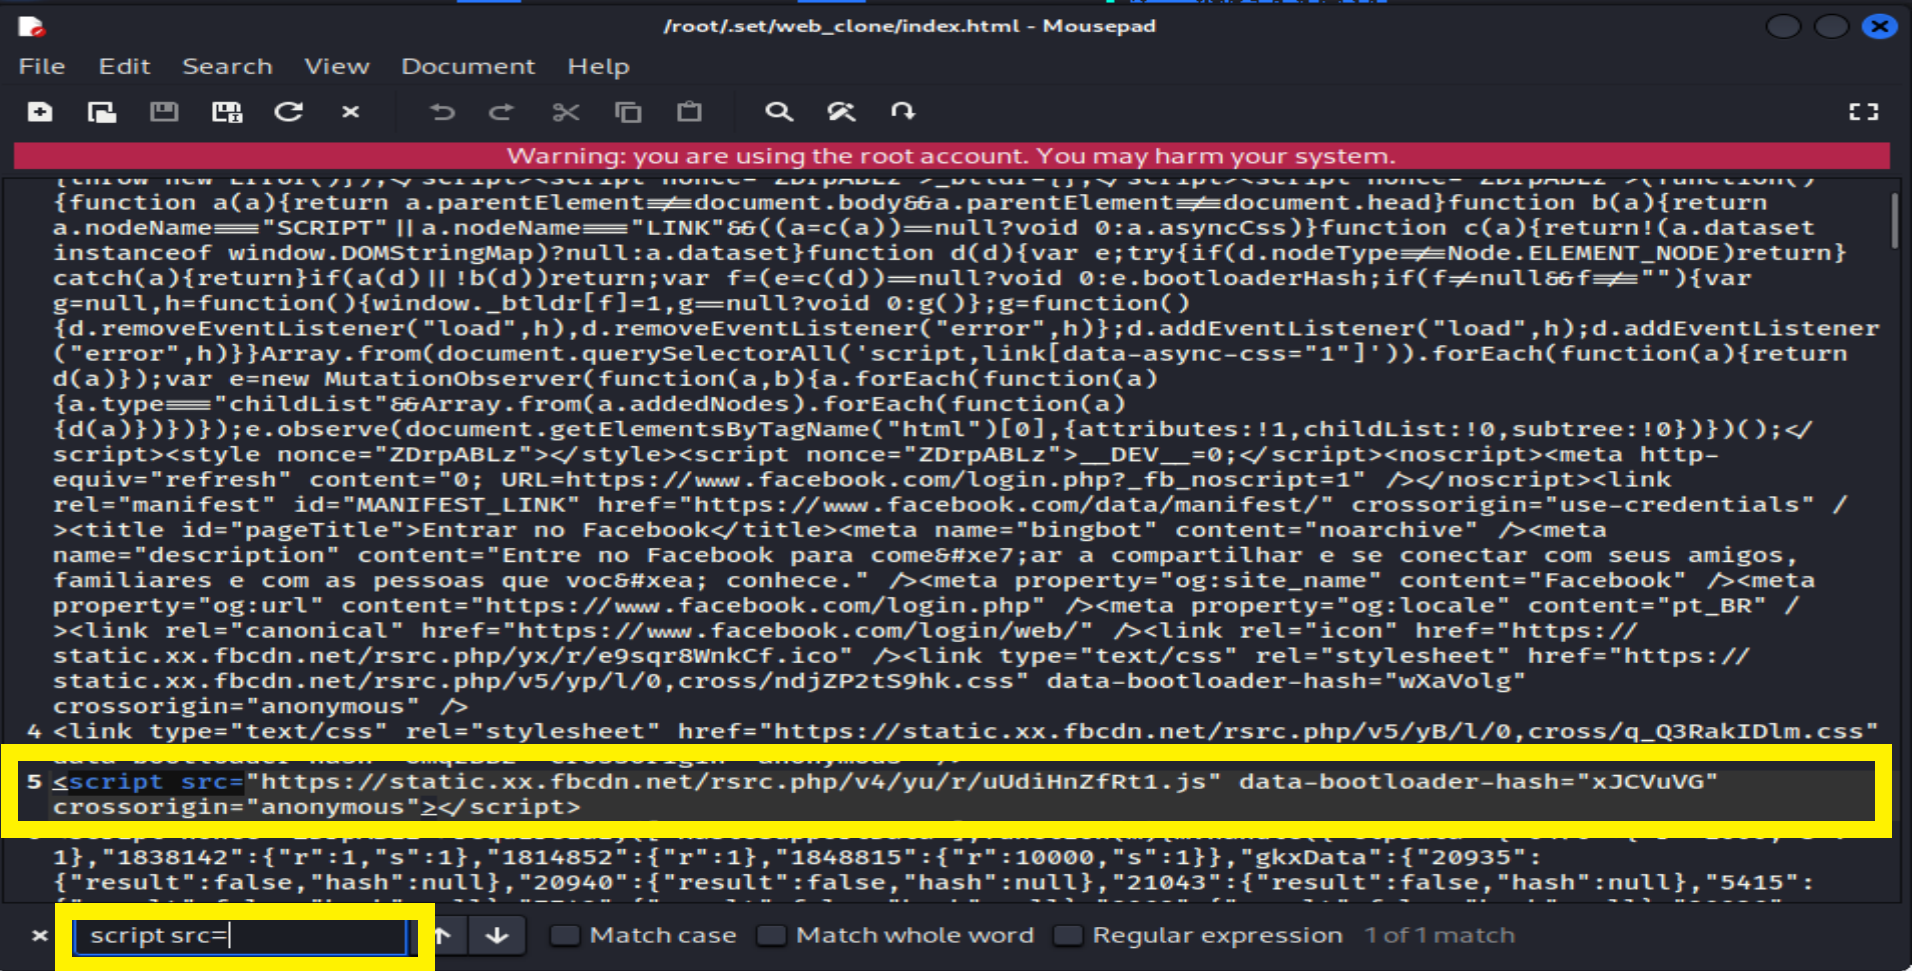 /root/.set/web_clone/index.html - Mousepad
File Edit Search View Document Help
Warning: you are using the root account. You may harm your system.
{throw new Error()}),</script><script nonce="ZDrpABLz">_btldr={};</script><script nonce="ZDrpABLz">(function()
{function a(a){return a.parentElement!==document.body&&a.parentElement!==document.head}function b(a){return
a.nodeName==="SCRIPT"||a.nodeName==="LINK"&&((a=c(a))==null?void 0:a.asyncCss)}function c(a){return!(a.dataset
instanceof window.DOMStringMap)?null:a.dataset}function d(d){var e;try{if(d.nodeType!==Node.ELEMENT_NODE)return}
catch(a){return}if(a(d)||!b(d))return;var f=(e=c(d))==null?void 0:e.bootloaderHash;if(f!=null&&f!==""){var
g=null,h=function(){window._btldr[f]=1,g==null?void 0:g()};g=function()
{d.removeEventListener("load",h),d.removeEventListener("error",h)};d.addEventListener("load",h);d.addEventListener
("error",h)}}Array.from(document.querySelectorAll('script,link[data-async-css="1"]')).forEach(function(a){return
d(a)});var e=new MutationObserver(function(a,b){a.forEach(function(a)
{a.type==="childList"&&Array.from(a.addedNodes).forEach(function(a)
{d(a)})})});e.observe(document.getElementsByTagName("html")[0],{attributes:!1,childList:!0,subtree:!0})})();</
script><style nonce="ZDrpABLz"></style><script nonce="ZDrpABLz">__DEV__=0;</script><noscript><meta http-
equiv="refresh" content="0; URL=https://www.facebook.com/login.php?_fb_noscript=1" /></noscript><link
rel="manifest" id="MANIFEST_LINK" href="https://www.facebook.com/data/manifest/" crossorigin="use-credentials" /
><title id="pageTitle">Entrar no Facebook</title><meta name="bingbot" content="noarchive" /><meta
name="description" content="Entre no Facebook para come&#xe7;ar a compartilhar e se conectar com seus amigos,
familiares e com as pessoas que voc&#xea; conhece." /><meta property="og:site_name" content="Facebook" /><meta
property="og:url" content="https://www.facebook.com/login.php" /><meta property="og:locale" content="pt_BR" /
><link rel="canonical" href="https://www.facebook.com/login/web/" /><link rel="icon" href="https://
static.xx.fbcdn.net/rsrc.php/yx/r/e9sqr8WnkCf.ico" /><link type="text/css" rel="stylesheet" href="https://
static.xx.fbcdn.net/rsrc.php/v5/yp/l/0,cross/ndjZP2tS9hk.css" data-bootloader-hash="wXaVolg"
crossorigin="anonymous" />
4 <link type="text/css" rel="stylesheet" href="https://static.xx.fbcdn.net/rsrc.php/v5/yB/l/0,cross/q_Q3RakIDlm.css"
5 <script src="https://static.xx.fbcdn.net/rsrc.php/v4/yu/r/uUdiHnZfRt1.js" data-bootloader-hash="xJCVuVG"
crossorigin="anonymous"></script>
1},"1838142":{"r":1,"s":1},"1814852":{"r":1},"1848815":{"r":10000,"s":1}},"gkxData":{"20935":
{"result":false,"hash":null},"20940":{"result":false,"hash":null},"21043":{"result":false,"hash":null},"5415":
script src=
Match case Match whole word Regular expression 1 of 1 match